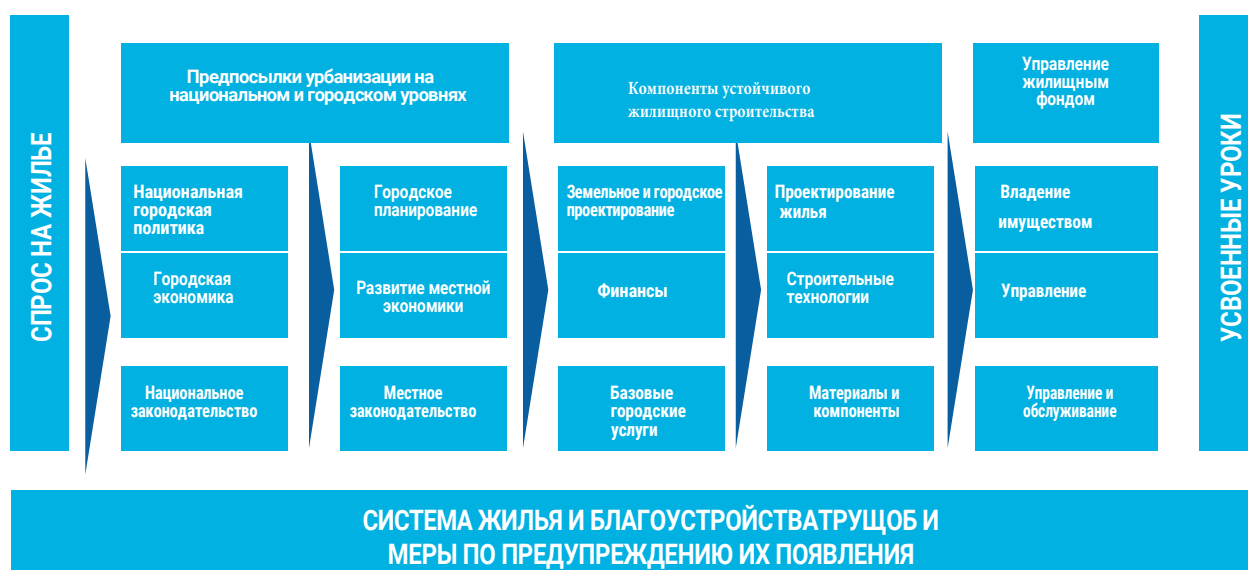 СПРОС НА ЖИЛЬЕ
Предпосылки урбанизации на
национальном и городском уровнях
Компоненты устойчивого
жилищного строительства
Управление
жилищным
фондом
Национальная
городская
политика
Городское
планирование
Земельное и городское
проектирование
Проектирование
жилья
Владение
имуществом
Городская
экономика
Развитие местной
экономики
Финансы
Строительные
технологии
Управление
Национальное
законодательство
Местное
законодательство
Базовые
городские
услуги
Материалы и
компоненты
Управление и
обслуживание
УСВОЕННЫЕ УРОКИ
СИСТЕМА ЖИЛЬЯ И БЛАГОУСТРОЙСТВАТРУЩОБ И
МЕРЫ ПО ПРЕДУПРЕЖДЕНИЮ ИХ ПОЯВЛЕНИЯ